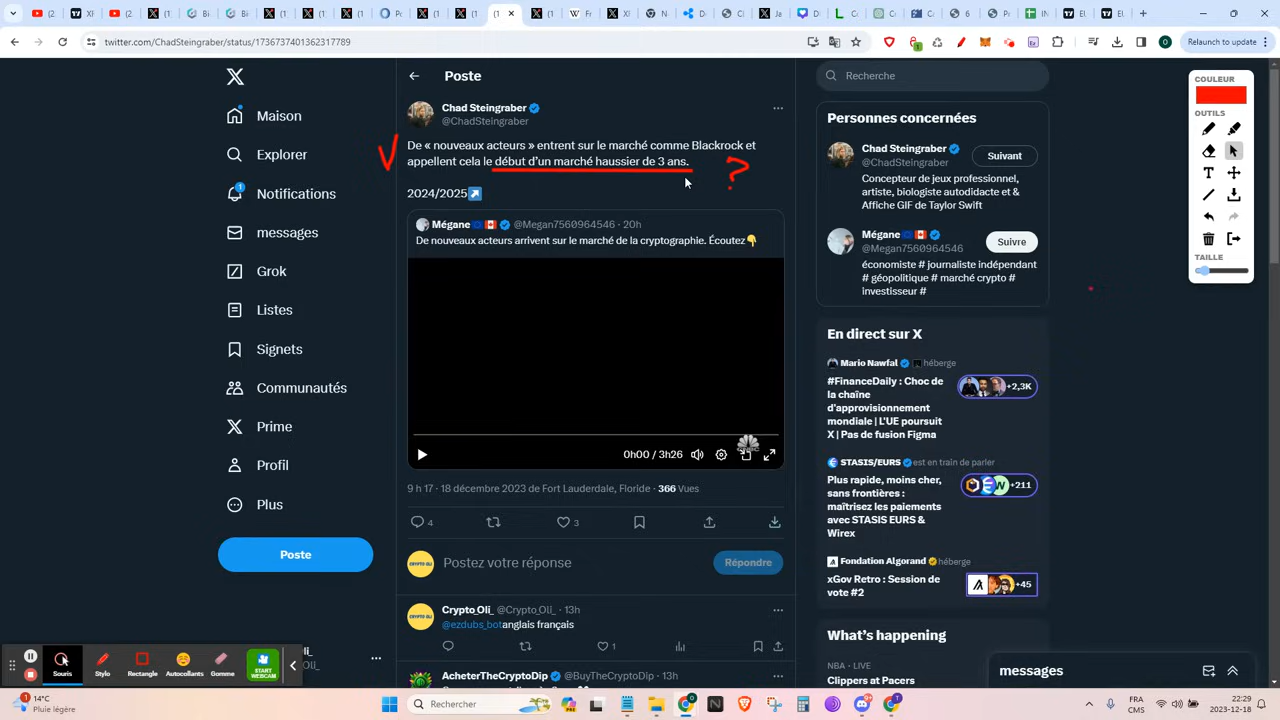 twitter.com/ChadSteingraber/status/1736737401362317789
Relaunch to update
Maison
Explorer
1
Notifications
messages
Grok
Listes
Signets
Communautés
Prime
Profil
Plus
Poste
Poste
Chad Steingraber
@ChadSteingraber
De « nouveaux acteurs » entrent sur le marché comme Blackrock et
appellent cela le début d'un marché haussier de 3 ans.
?
2024/2025
Mégane @Megan7560964546 · 20h
De nouveaux acteurs arrivent sur le marché de la cryptographie. Écoutez
0h00 / 3h26
9 h 17 · 18 décembre 2023 de Fort Lauderdale, Floride · 366 Vues
4
3
CRYPTO OLI
Postez votre réponse
Répondre
CRYPTO OLI
Crypto_Oli_ @Crypto_Oli_ · 13h
@ezdubs_botanglais français
1
AcheterTheCryptoDip @BuyTheCryptoDip · 13h
Recherche
Personnes concernées
Chad Steingraber
@ChadSteingraber
Suivant
Concepteur de jeux professionnel,
artiste, biologiste autodidacte et &
Affiche GIF de Taylor Swift
Mégane
@Megan7560964546
Suivre
économiste # journaliste indépendant
# géopolitique # marché crypto #
investisseur #
En direct sur X
Mario Nawfal héberge
#FinanceDaily : Choc de
la chaîne
d'approvisionnement
mondiale | L'UE poursuit
X | Pas de fusion Figma
+2,3K
STASIS/EURS est en train de parler
Plus rapide, moins cher,
sans frontières :
maîtrisez les paiements
avec STASIS EURS &
Wirex
+211
Fondation Algorand héberge
xGov Retro : Session de
vote #2
+45
What's happening
NBA · LIVE
Clippers at Pacers
messages
COULEUR
OUTILS
TAILLE
Souris
Stylo
Rectangle
Autocollants
Gomme
START
WEBCAM
14°C
Pluie légère
Rechercher
FRA
CMS
22:29
2023-12-18